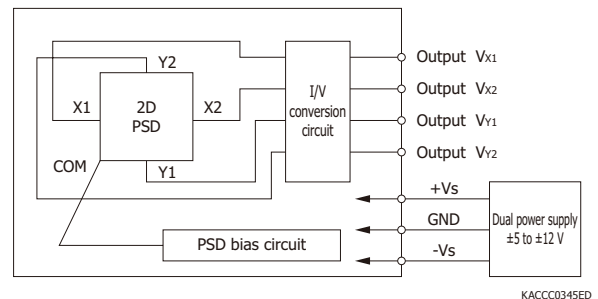 Y2
X1
2D
PSD
X2
COM
Y1
I/V
conversion
circuit
Output VX1
Output VX2
Output VY1
Output VY2
+Vs
GND
-Vs
Dual power supply
±5 to ±12 V
PSD bias circuit
KACCC0345ED